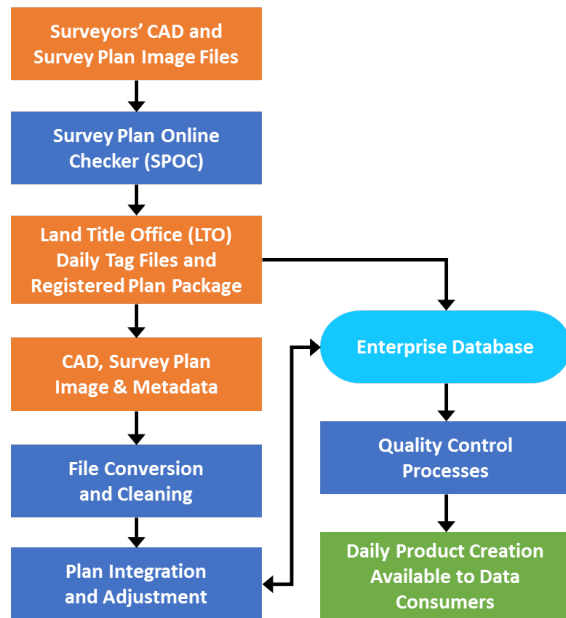 Surveyors’ CAD and
Survey Plan Image Files
Survey Plan Online
Checker (SPOC)
Land Title Office (LTO)
Daily Tag Files and
Registered Plan Package
CAD, Survey Plan
Image & Metadata
File Conversion
and Cleaning
Plan Integration
and Adjustment
Enterprise Database
Quality Control
Processes
Daily Product Creation
Available to Data
Consumers